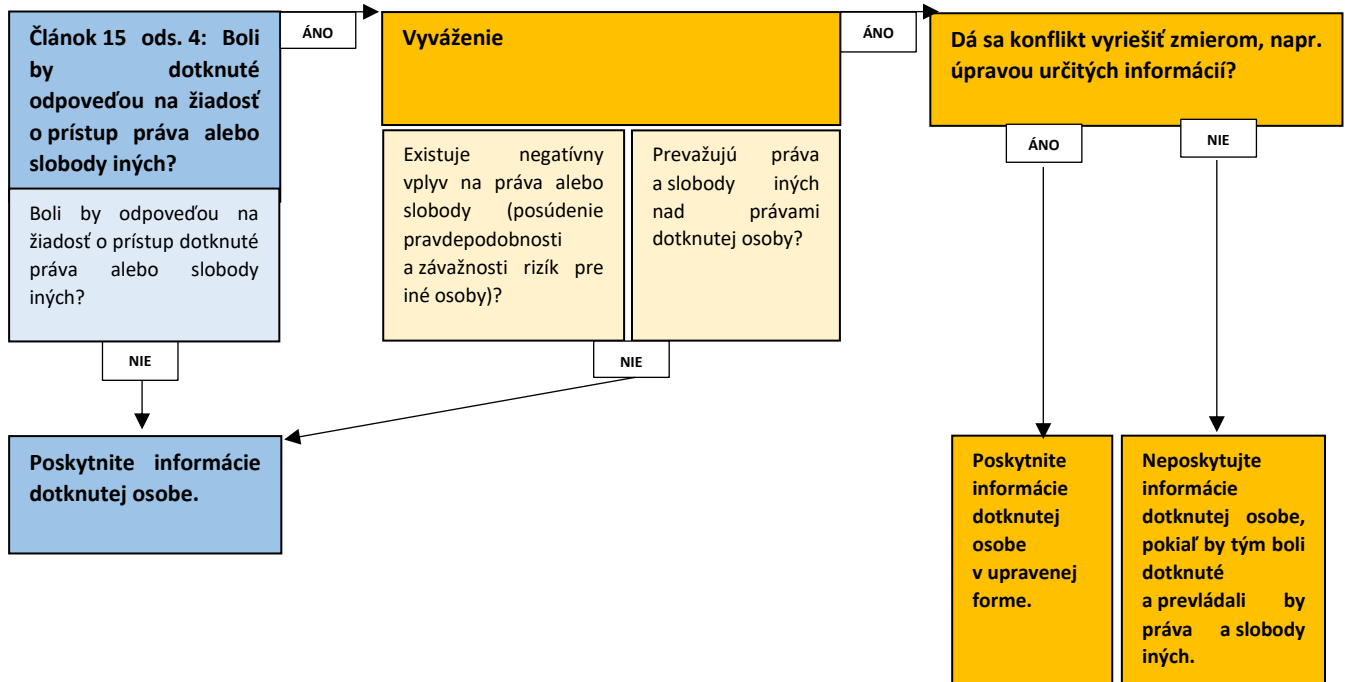 Článok 15 ods. 4: Boli
by dotknuté
odpoveďou na žiadosť
o prístup práva alebo
slobody iných?
ÁNO
Boli by odpoveďou na
žiadosť o prístup dotknuté
práva alebo slobody
iných?
NIE
Poskytnite informácie
dotknutej osobe.
Vyváženie
ÁNO
Existuje negatívny
vplyv na práva alebo
slobody (posúdenie
pravdepodobnosti
a závažnosti rizík pre
iné osoby)?
Prevažujú práva
a slobody iných
nad právami
dotknutej osoby?
NIE
Dá sa konflikt vyriešiť zmierom, napr.
úpravou určitých informácií?
ÁNO
NIE
Poskytnite
informácie
dotknutej
osobe
v upravenej
forme.
Neposkytujte
informácie
dotknutej osobe,
pokiaľ by tým boli
dotknuté
a prevládali by
práva a slobody
iných.